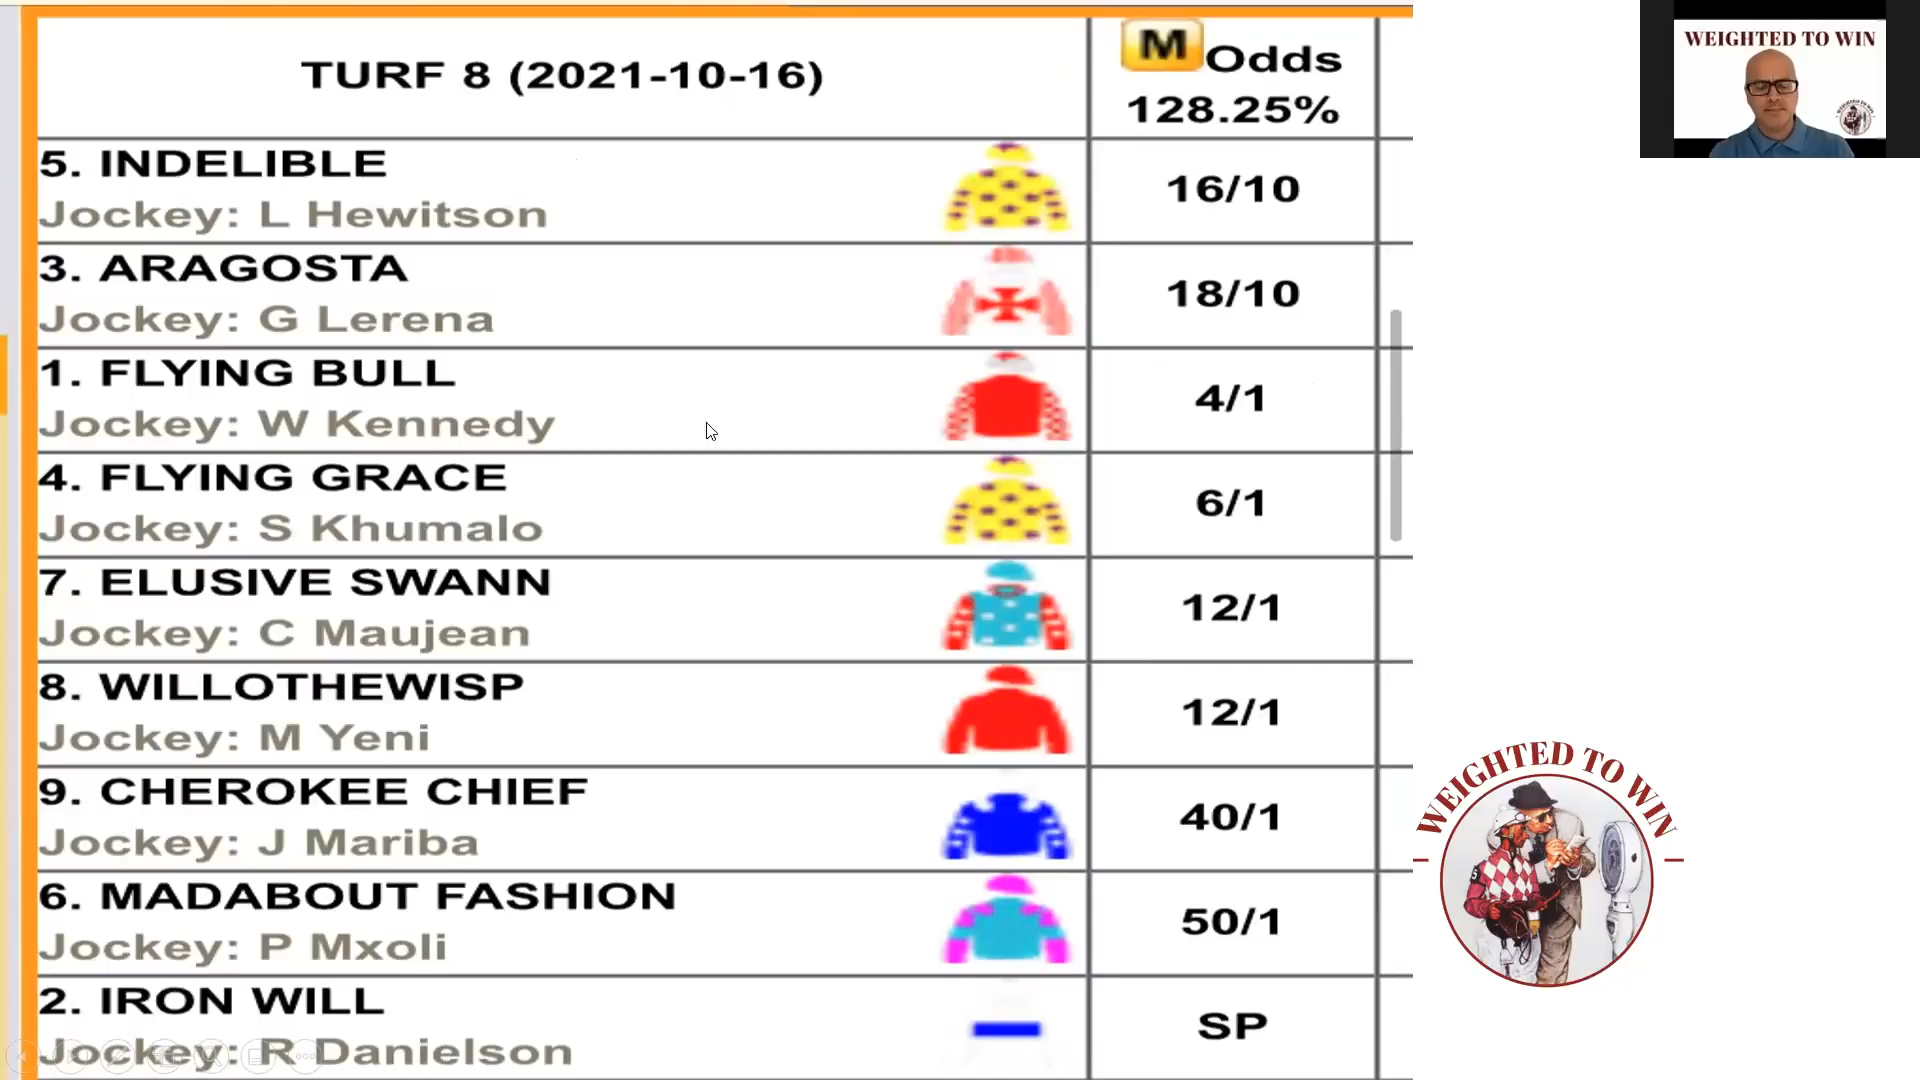 TURF 8 (2021-10-16)
M Odds
128.25%
5. INDELIBLE
Jockey: L Hewitson
16/10
3. ARAGOSTA
Jockey: G Lerena
18/10
1. FLYING BULL
Jockey: W Kennedy
4/1
4. FLYING GRACE
Jockey: S Khumalo
6/1
7. ELUSIVE SWANN
Jockey: C Maujean
12/1
8. WILLOTHEWISP
Jockey: M Yeni
12/1
9. CHEROKEE CHIEF
Jockey: J Mariba
40/1
6. MADABOUT FASHION
Jockey: P Mxoli
50/1
2. IRON WILL
Jockey: R Danielson
SP
WEIGHTED TO WIN
WEIGHTED TO WIN